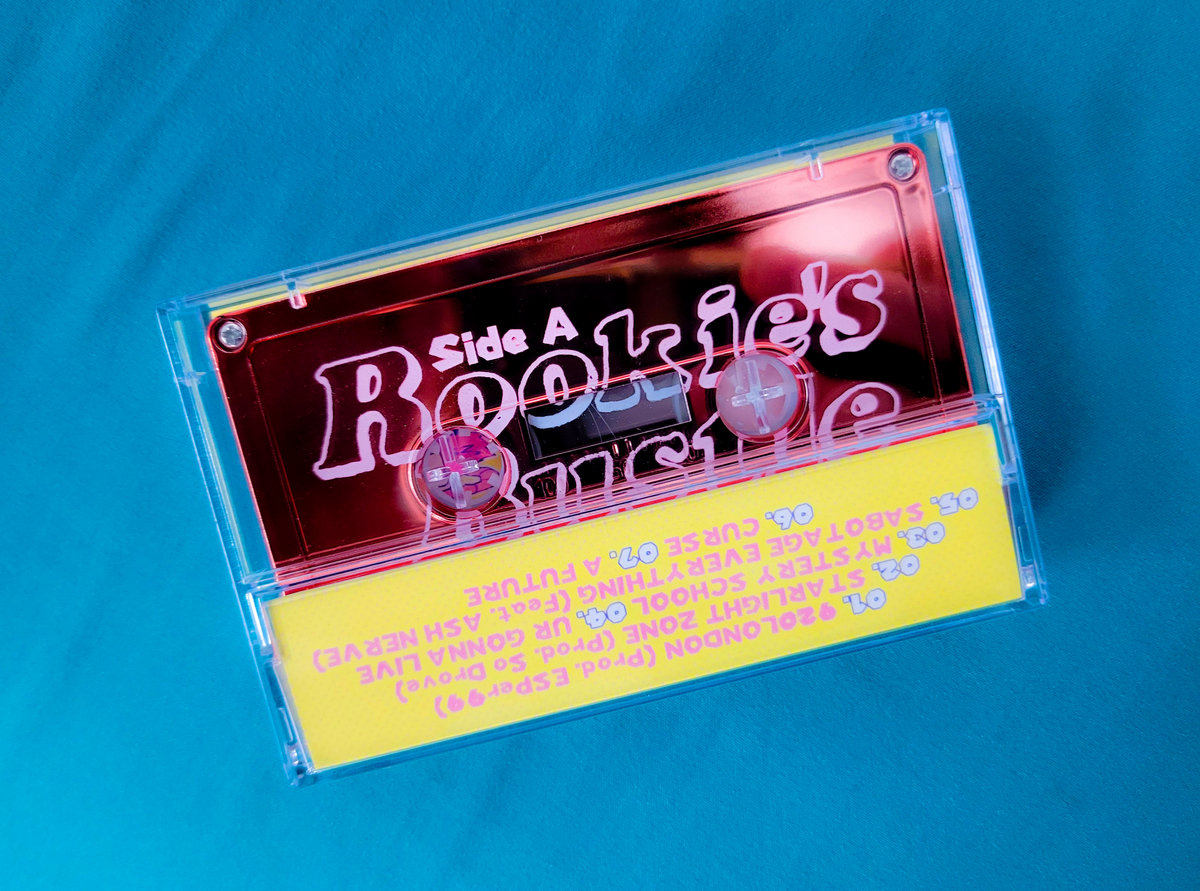 Side A
Rookie's
01. 920LONDON (Prod. ESPer99)
02. STARLIGHT ZONE (Prod. So Drove)
03. MYSTERY SCHOOL 04. UR GONNA LIVE
05. SABOTAGE EVERYTHING (Feat. ASH NERVE)
06. CURSE 07. A FUTURE